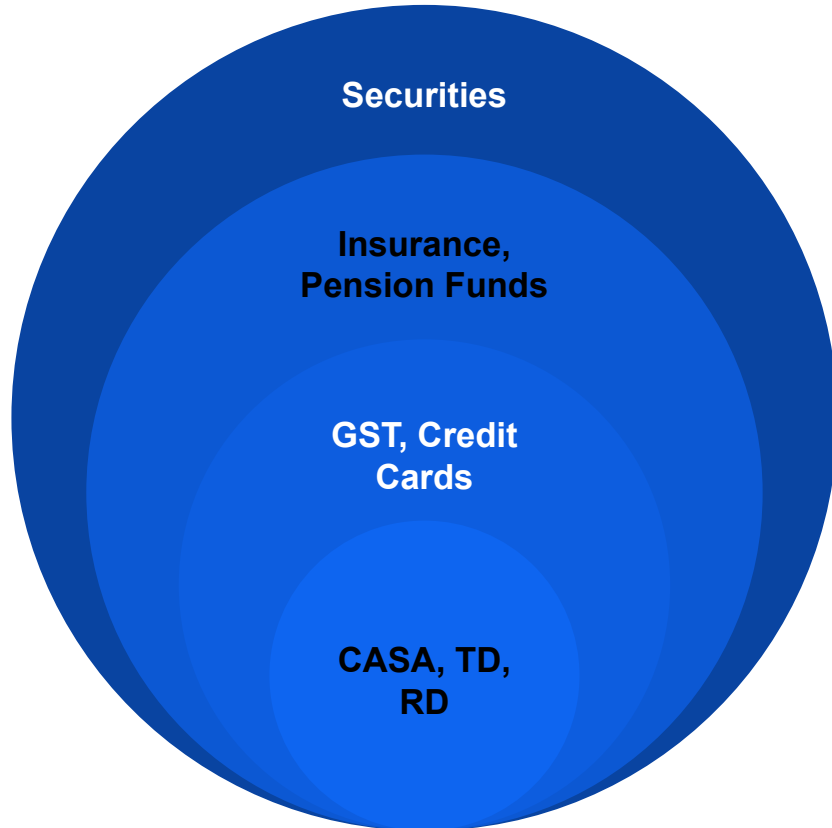 Securities
Insurance,
Pension Funds
GST, Credit
Cards
CASA, TD,
RD